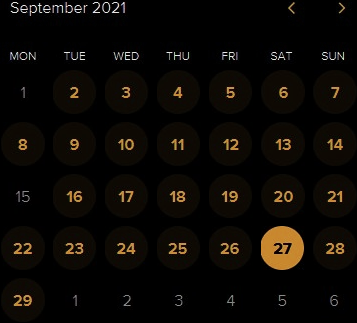 September 2021
MON TUE WED THU FRI SAT SUN
1 2 3 4 5 6 7
8 9 10 11 12 13 14
15 16 17 18 19 20 21
22 23 24 25 26 27 28
29 1 2 3 4 5 6